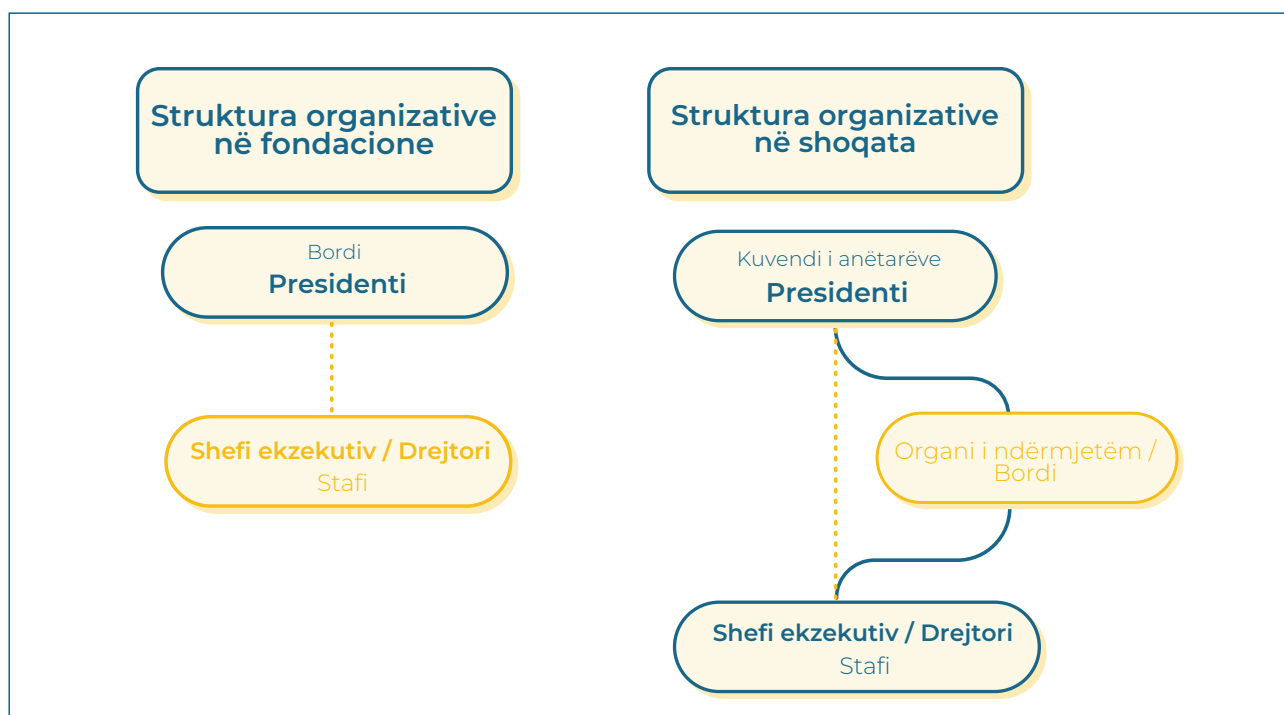 Struktura organizative
në fondacione
Bordi
Presidenti
Shefi ekzekutiv / Drejtori
Stafi
Struktura organizative
në shoqata
Kuvendi i anëtarëve
Presidenti
Organi i ndërmjetëm /
Bordi
Shefi ekzekutiv / Drejtori
Stafi